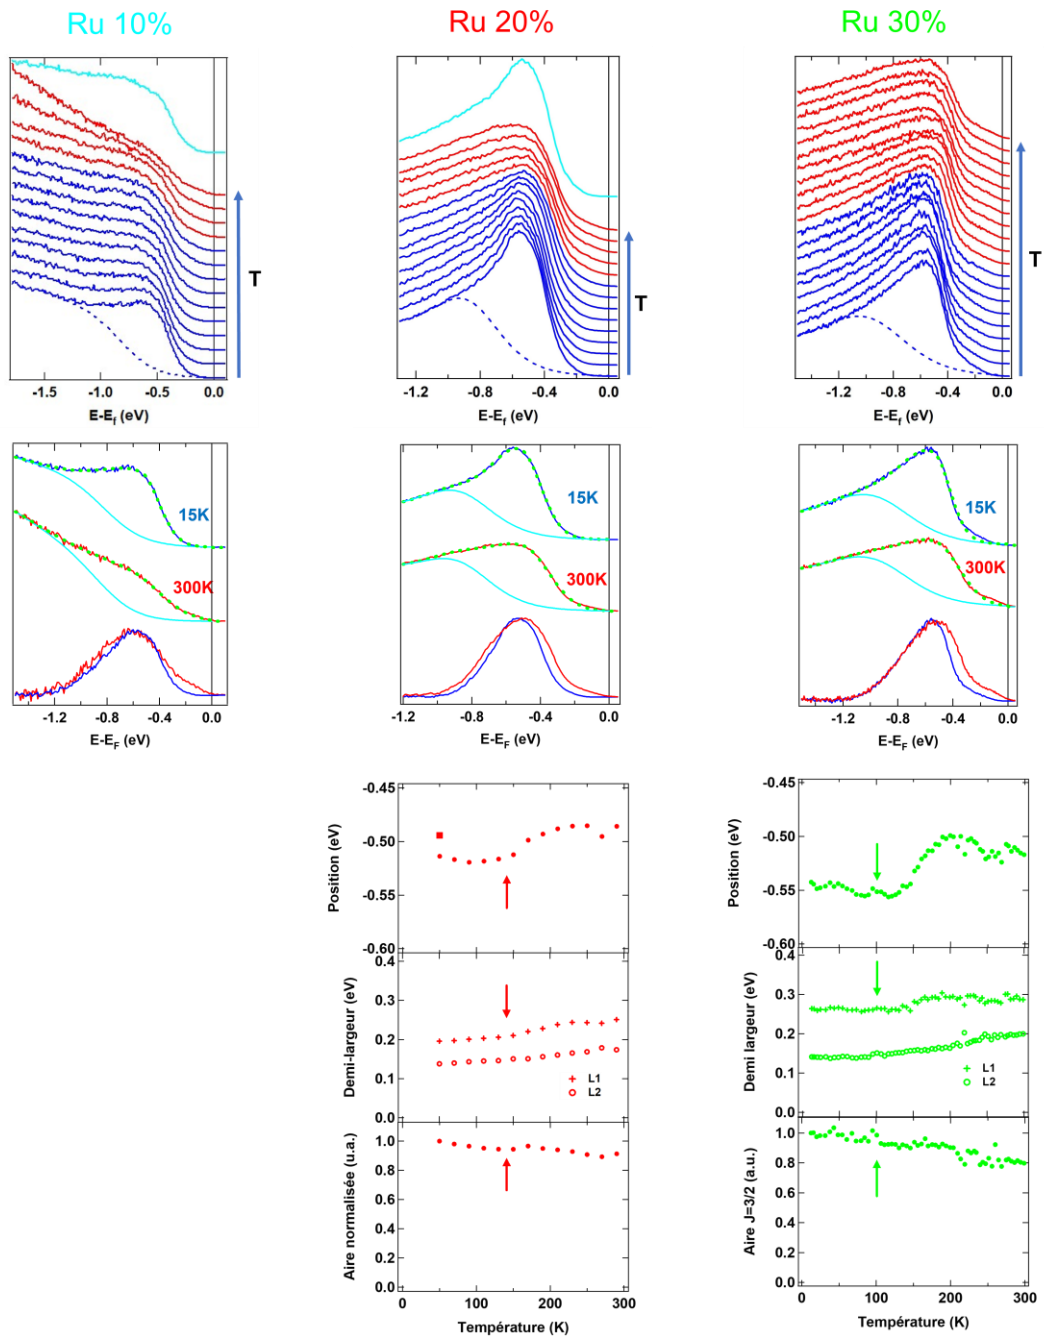 Ru 10%
Ru 20%
Ru 30%
T
T
T
-1.5 -1.0 -0.5 0.0
-1.2 -0.8 -0.4 0.0
-1.2 -0.8 -0.4 0.0
E-Ef (eV)
E-Ef (eV)
E-Ef (eV)
15K
15K
15K
300K
300K
300K
-1.2 -0.8 -0.4 0.0
-1.2 -0.8 -0.4 0.0
-1.2 -0.8 -0.4 0.0
E-EF (eV)
E-EF (eV)
E-EF (eV)
Position (eV)
-0.45
-0.50
-0.55
-0.60
Demi-largeur (eV)
0.4
0.3
0.2
0.1
0.0
L1
L2
Aire normalisée (u.a.)
1.0
0.8
0.6
0.4
0.2
0.0
0 100 200 300
Température (K)
Position (eV)
-0.45
-0.50
-0.55
-0.60
Demi largeur (eV)
0.4
0.3
0.2
0.1
0.0
L1
L2
Aire J=3/2 (a.u.)
1.0
0.8
0.6
0.4
0.2
0.0
0 100 200 300
Température (K)